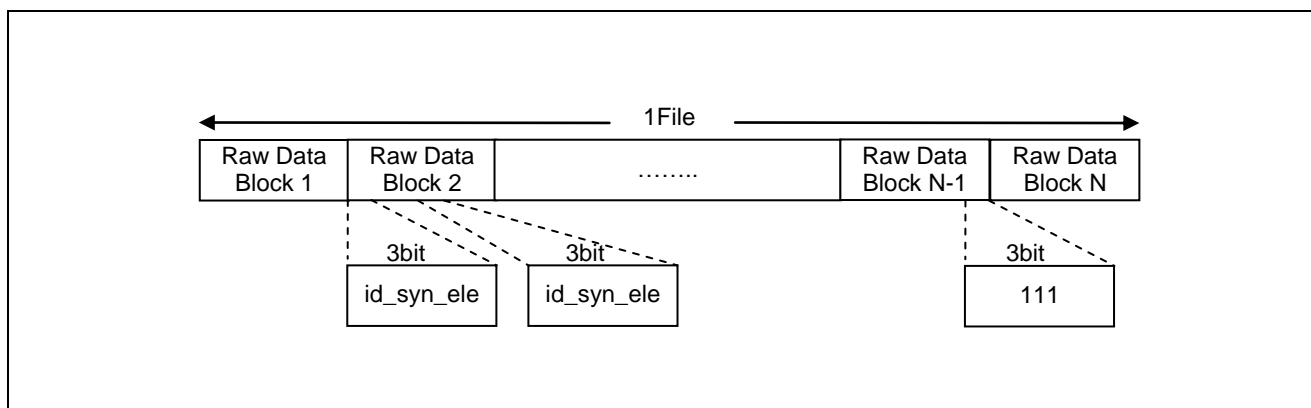 1File
Raw Data
Block 1
Raw Data
Block 2
........
Raw Data
Block N-1
Raw Data
Block N
3bit
id_syn_ele
3bit
id_syn_ele
3bit
111